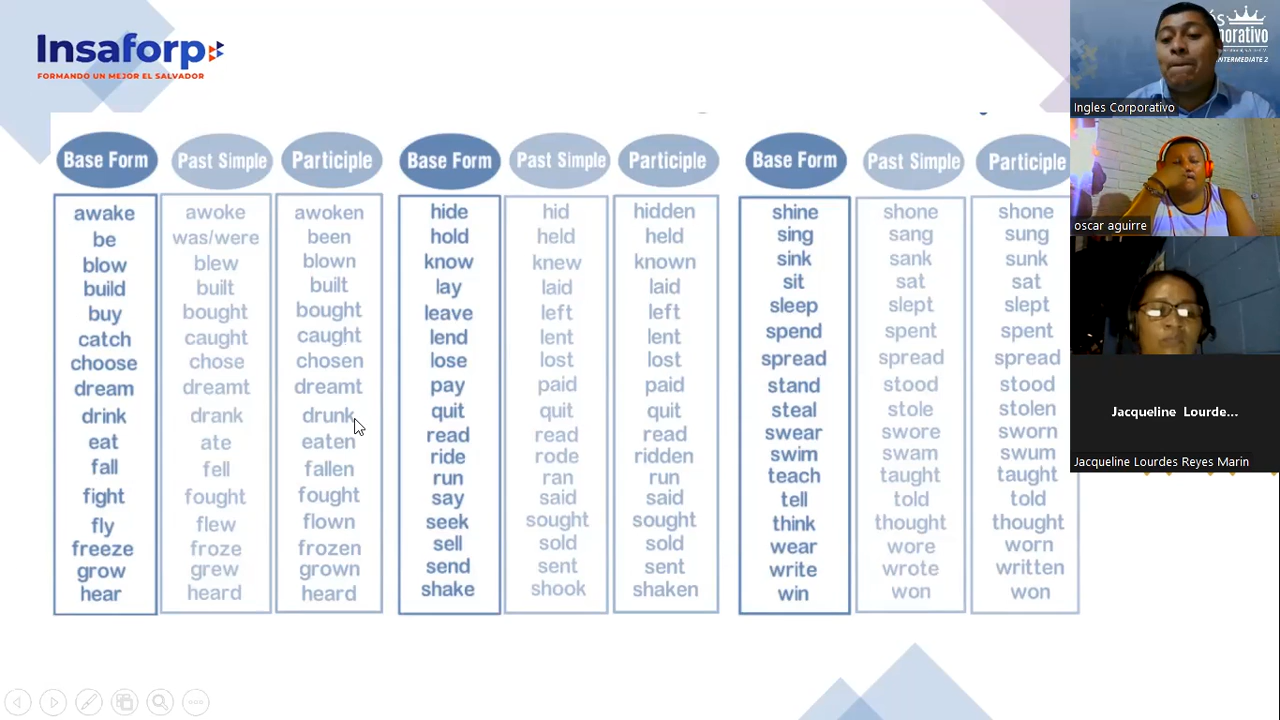 Insaforp
FORMANDO UN MEJOR EL SALVADOR
Base Form Past Simple Participle Base Form Past Simple Participle Base Form Past Simple Participle
awake awoke awoken hide hid hidden shine shone shone
be was/were been hold held held sing sang sung
blow blew blown know knew known sink sank sunk
build built built lay laid laid sit sat sat
buy bought bought leave left left sleep slept slept
catch caught caught lend lent lent spend spent spent
choose chose chosen lose lost lost spread spread spread
dream dreamt dreamt pay paid paid stand stood stood
drink drank drunk quit quit quit steal stole stolen
eat ate eaten read read read swear swore sworn
fall fell fallen ride rode ridden swim swam swum
fight fought fought run ran run teach taught taught
fly flew flown say said said tell told told
freeze froze frozen seek sought sought think thought thought
grow grew grown sell sold sold wear wore worn
hear heard heard send sent sent write wrote written
shake shook shaken win won won
INTERMEDIATE 2
Ingles Corporativo
oscar aguirre
Jacqueline Lourde...
Jacqueline Lourdes Reyes Marin